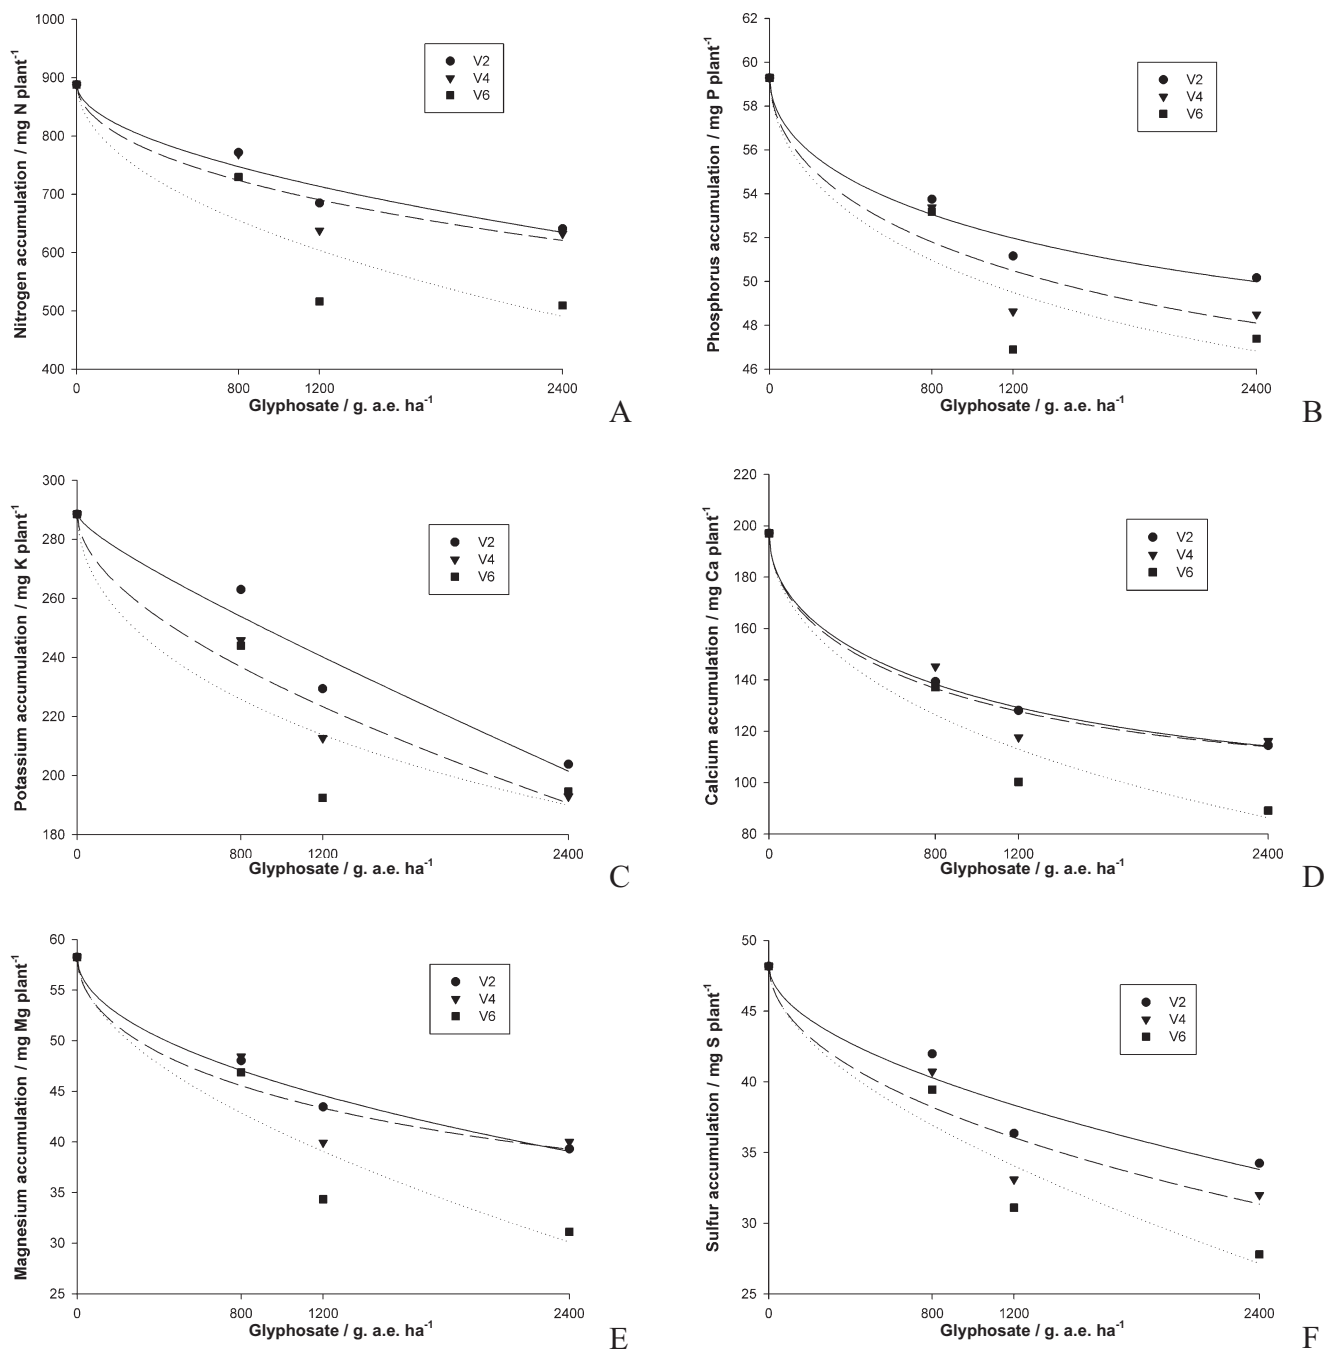 Nitrogen accumulation / mg N plant⁻¹
1000
900
800
700
600
500
400
V2
V4
V6
0
800
1200
2400
Glyphosate / g. a.e. ha⁻¹
A
Phosphorus accumulation / mg P plant⁻¹
62
60
58
56
54
52
50
48
46
V2
V4
V6
0
800
1200
2400
Glyphosate / g. a.e. ha⁻¹
B
Potassium accumulation / mg K plant⁻¹
300
280
260
240
220
200
180
V2
V4
V6
0
800
1200
2400
Glyphosate / g. a.e. ha⁻¹
C
Calcium accumulation / mg Ca plant⁻¹
220
200
180
160
140
120
100
80
V2
V4
V6
0
800
1200
2400
Glyphosate / g. a.e. ha⁻¹
D
Magnesium accumulation / mg Mg plant⁻¹
60
55
50
45
40
35
30
25
V2
V4
V6
0
800
1200
2400
Glyphosate / g. a.e. ha⁻¹
E
Sulfur accumulation / mg S plant⁻¹
50
45
40
35
30
25
V2
V4
V6
0
800
1200
2400
Glyphosate / g. a.e. ha⁻¹
F